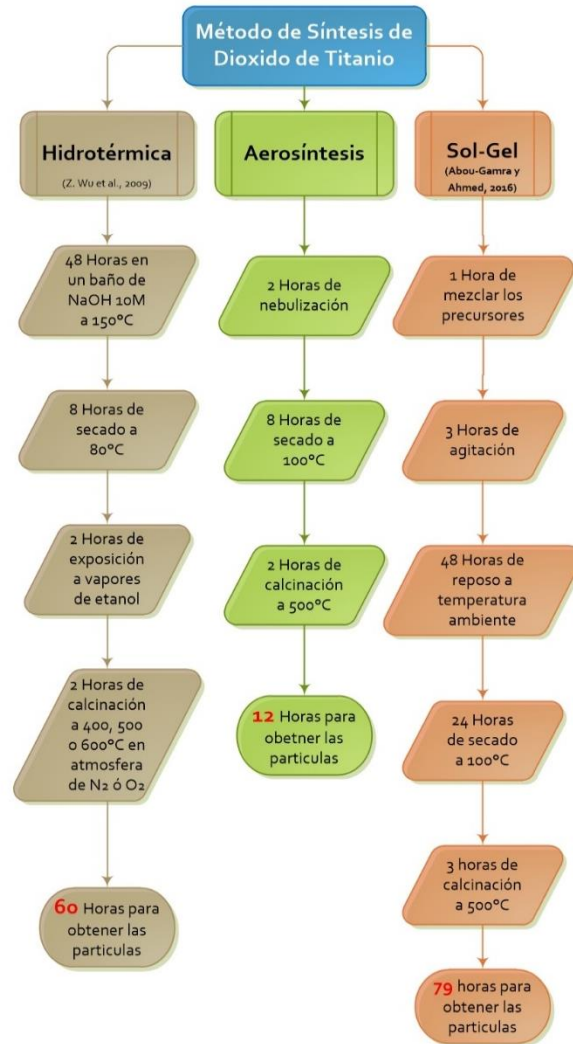 Método de Síntesis de
Dioxido de Titanio
Hidrotérmica
(Z. Wu et al., 2009)
48 Horas en
un baño de
NaOH 10M
a 150°C
8 Horas de
secado a
80°C
2 Horas de
exposición
a vapores
de etanol
2 Horas de
calcinación
a 400, 500
o 600°C en
atmosfera
de N2 ó O2
60 Horas para
obtener las
particulas
Aerosíntesis
2 Horas de
nebulización
8 Horas de
secado a
100°C
2 Horas de
calcinación
a 500°C
12 Horas para
obetner las
particulas
Sol-Gel
(Abou-Gamra y
Ahmed, 2016)
1 Hora de
mezclar los
precursores
3 Horas de
agitación
48 Horas de
reposo a
temperatura
ambiente
24 Horas
de secado
a 100°C
3 horas de
calcinación
a 500°C
79 horas para
obtener las
particulas